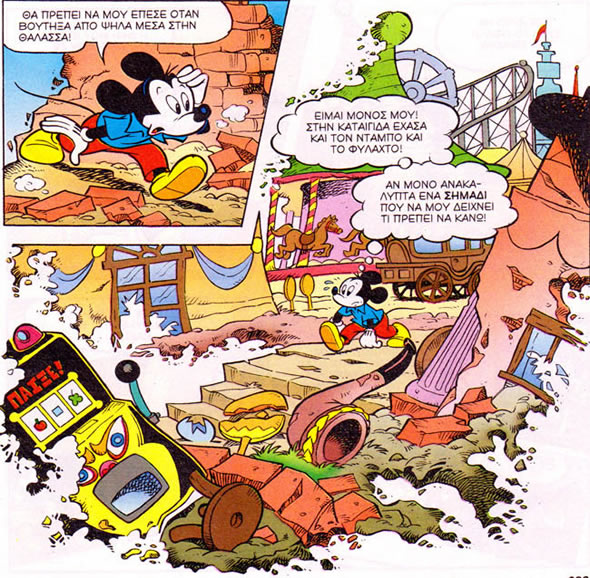 ΘΑ ΠΡΕΠΕΙ ΝΑ ΜΟΥ ΕΠΕΣΕ ΟΤΑΝ
ΒΟΥΤΗΞΑ ΑΠΟ ΨΗΛΑ ΜΕΣΑ ΣΤΗΝ
ΘΑΛΑΣΣΑ!
ΕΙΜΑΙ ΜΟΝΟΣ ΜΟΥ!
ΣΤΗΝ ΚΑΤΑΙΓΙΔΑ ΕΧΑΣΑ
ΚΑΙ ΤΟΝ ΝΤΑΜΠΟ ΚΑΙ
ΤΟ ΦΥΛΑΧΤΟ!
ΑΝ ΜΟΝΟ ΑΝΑΚΑ-
ΛΥΠΤΑ ΕΝΑ ΣΗΜΑΔΙ
ΠΟΥ ΝΑ ΜΟΥ ΔΕΙΧΝΕΙ
ΤΙ ΠΡΕΠΕΙ ΝΑ ΚΑΝΩ!
ΠΑΙΞΕ!